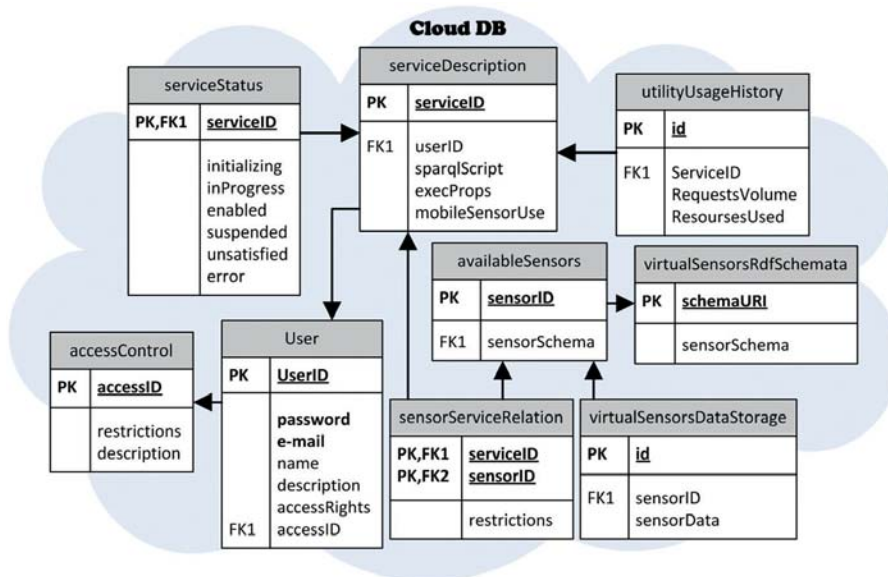 Cloud DB
serviceStatus
PK,FK1 serviceID
initializing
inProgress
enabled
suspended
unsatisfied
error
serviceDescription
PK serviceID
FK1 userID
sparqlScript
execProps
mobileSensorUse
utilityUsageHistory
PK id
FK1 ServiceID
RequestsVolume
ResoursesUsed
availableSensors
PK sensorID
FK1 sensorSchema
virtualSensorsRdfSchemata
PK schemaURI
sensorSchema
accessControl
PK accessID
restrictions
description
User
PK UserID
password
e-mail
name
description
accessRights
FK1 accessID
sensorServiceRelation
PK,FK1 serviceID
PK,FK2 sensorID
restrictions
virtualSensorsDataStorage
PK id
FK1 sensorID
sensorData